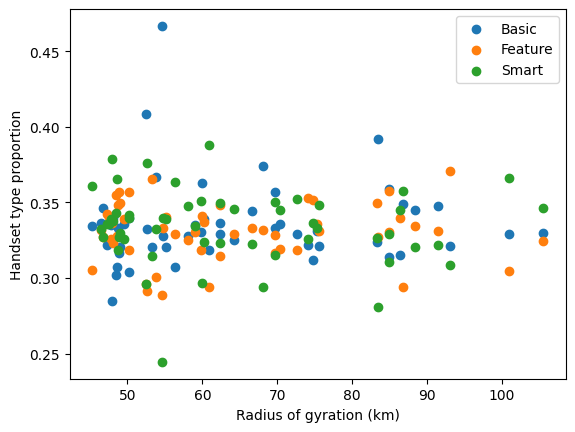 Basic
Feature
Smart
0.45
0.40
0.35
0.30
0.25
Handset type proportion
50 60 70 80 90 100
Radius of gyration (km)